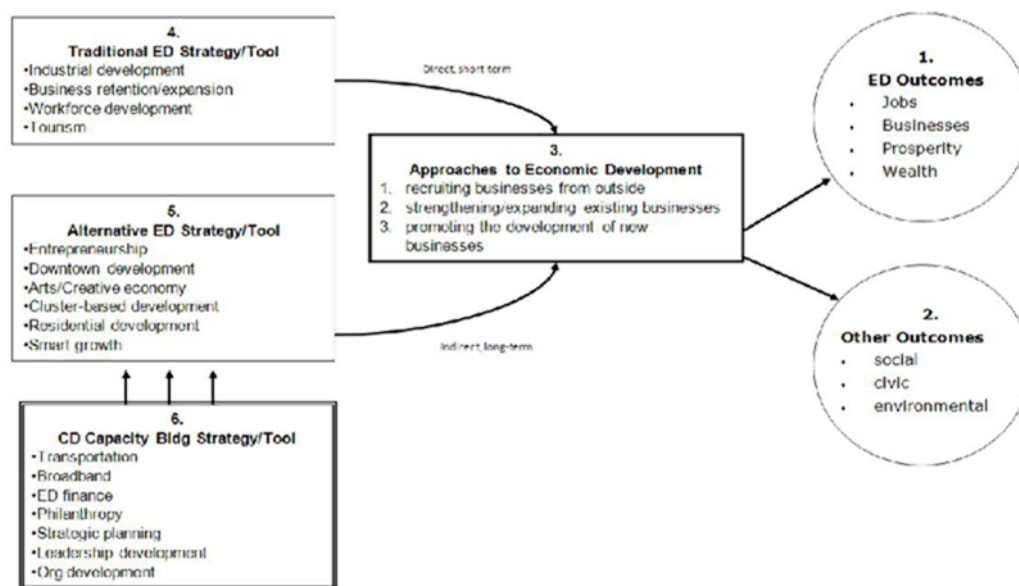 4.
Traditional ED Strategy/Tool
•Industrial development
•Business retention/expansion
•Workforce development
•Tourism
Direct, short-term
1.
ED Outcomes
• Jobs
• Businesses
• Prosperity
• Wealth
3.
Approaches to Economic Development
1. recruiting businesses from outside
2. strengthening/expanding existing businesses
3. promoting the development of new
businesses
5.
Alternative ED Strategy/Tool
•Entrepreneurship
•Downtown development
•Arts/Creative economy
•Cluster-based development
•Residential development
•Smart growth
Indirect, long-term
2.
Other Outcomes
• social
• civic
• environmental
6.
CD Capacity Bldg Strategy/Tool
•Transportation
•Broadband
•ED finance
•Philanthropy
•Strategic planning
•Leadership development
•Org development